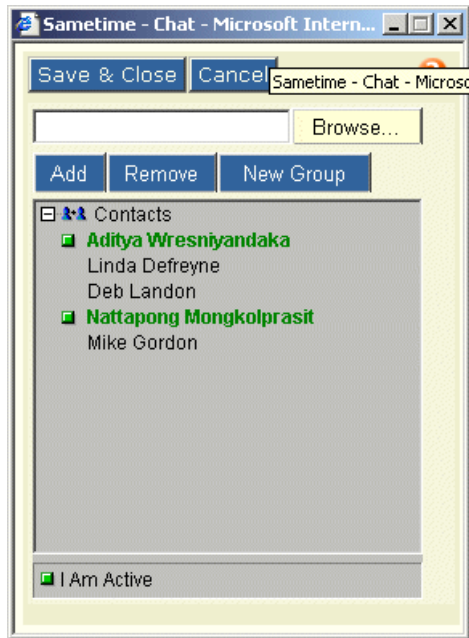 Sametime - Chat - Microsoft Intern...
Save & Close Cancel
Sametime - Chat - Microso
Browse...
Add Remove New Group
Contacts
Aditya Wresniyandaka
Linda Defreyne
Deb Landon
Nattapong Mongkolprasit
Mike Gordon
I Am Active